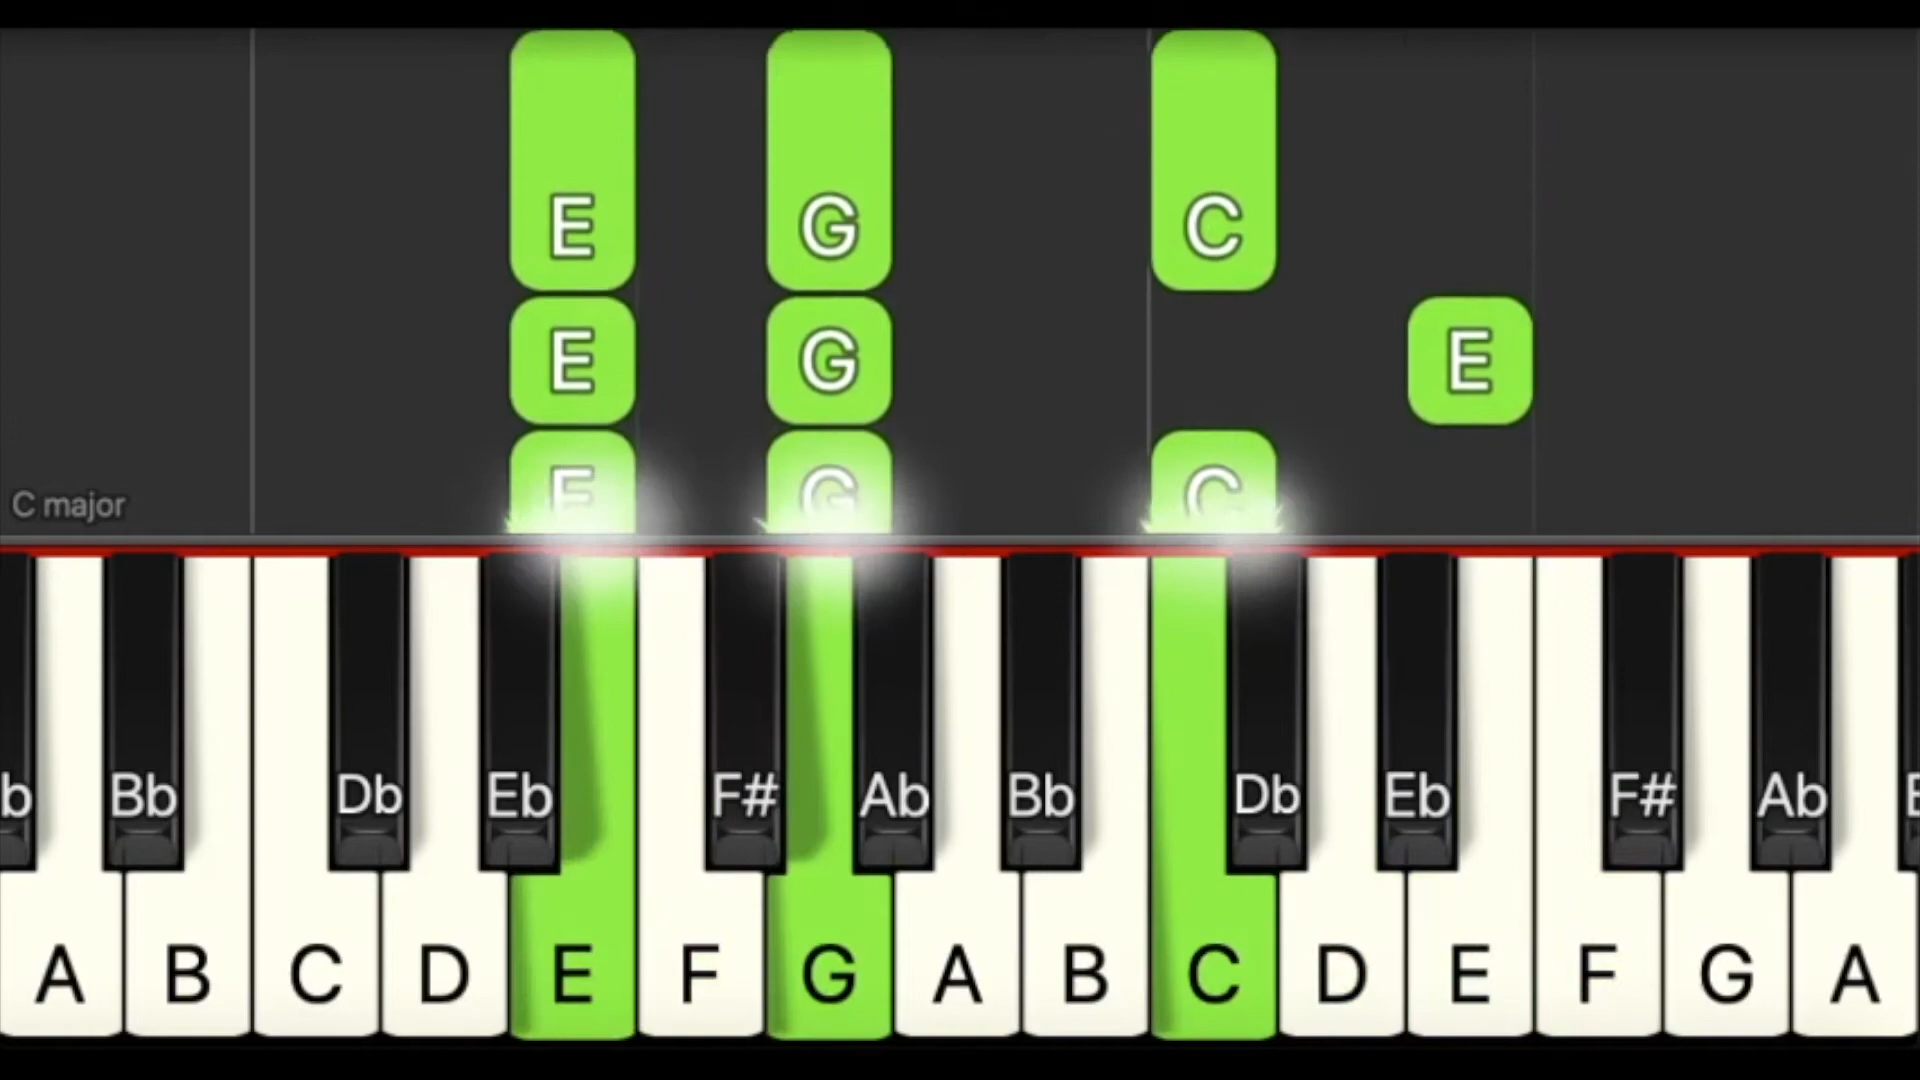 E G C
E G E
E G C
C major
b Bb Db Eb F# Ab Bb Db Eb F# Ab
A B C D E F G A B C D E F G A